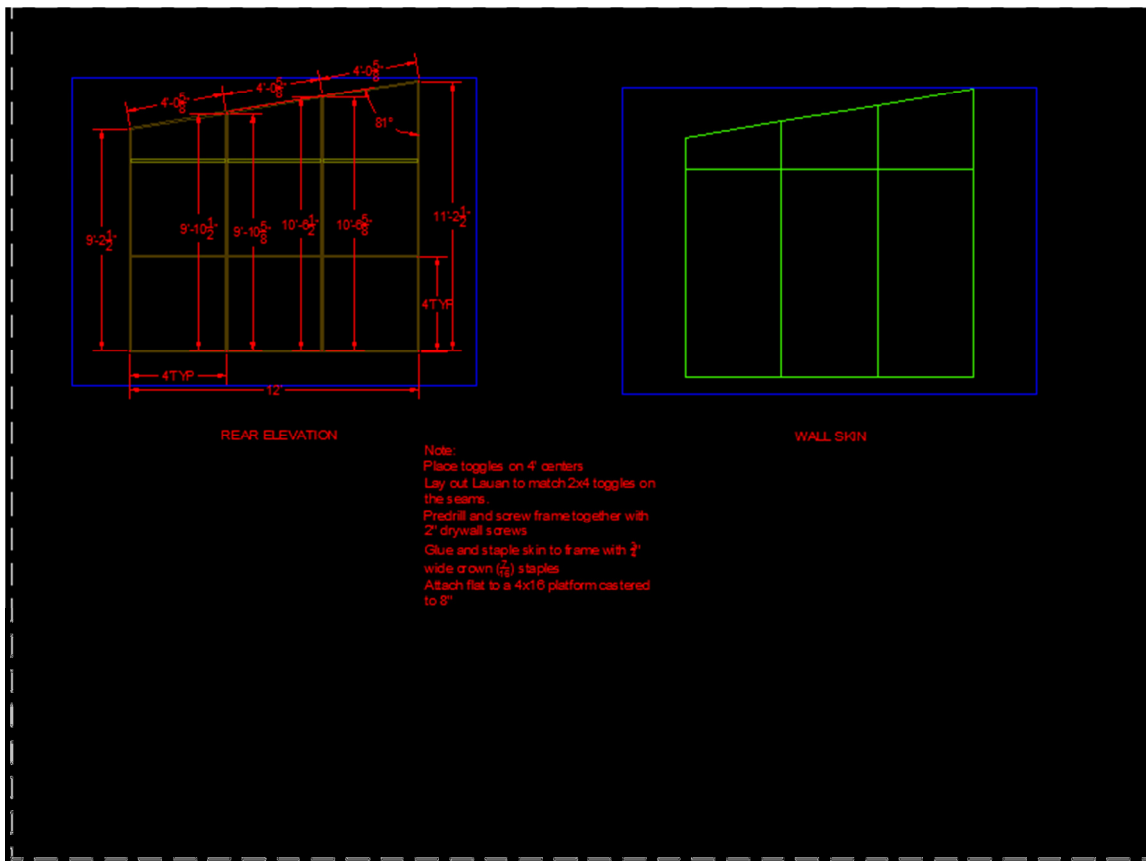 4'-0⅝"
4'-0⅝"
4'-0⅝"
81°
9'-2½"
9'-10½"
9'-10⅝"
10'-6½"
10'-6⅝"
11'-2½"
4TYP
4TYP
12'
REAR ELEVATION
WALL SKIN
Note:
Place toggles on 4' centers
Lay out Lauan to match 2x4 toggles on
the seams.
Predrill and screw frame together with
2" drywall screws
Glue and staple skin to frame with
wide crown (7/16) staples
Attach flat to a 4x16 platform castered
to 8"